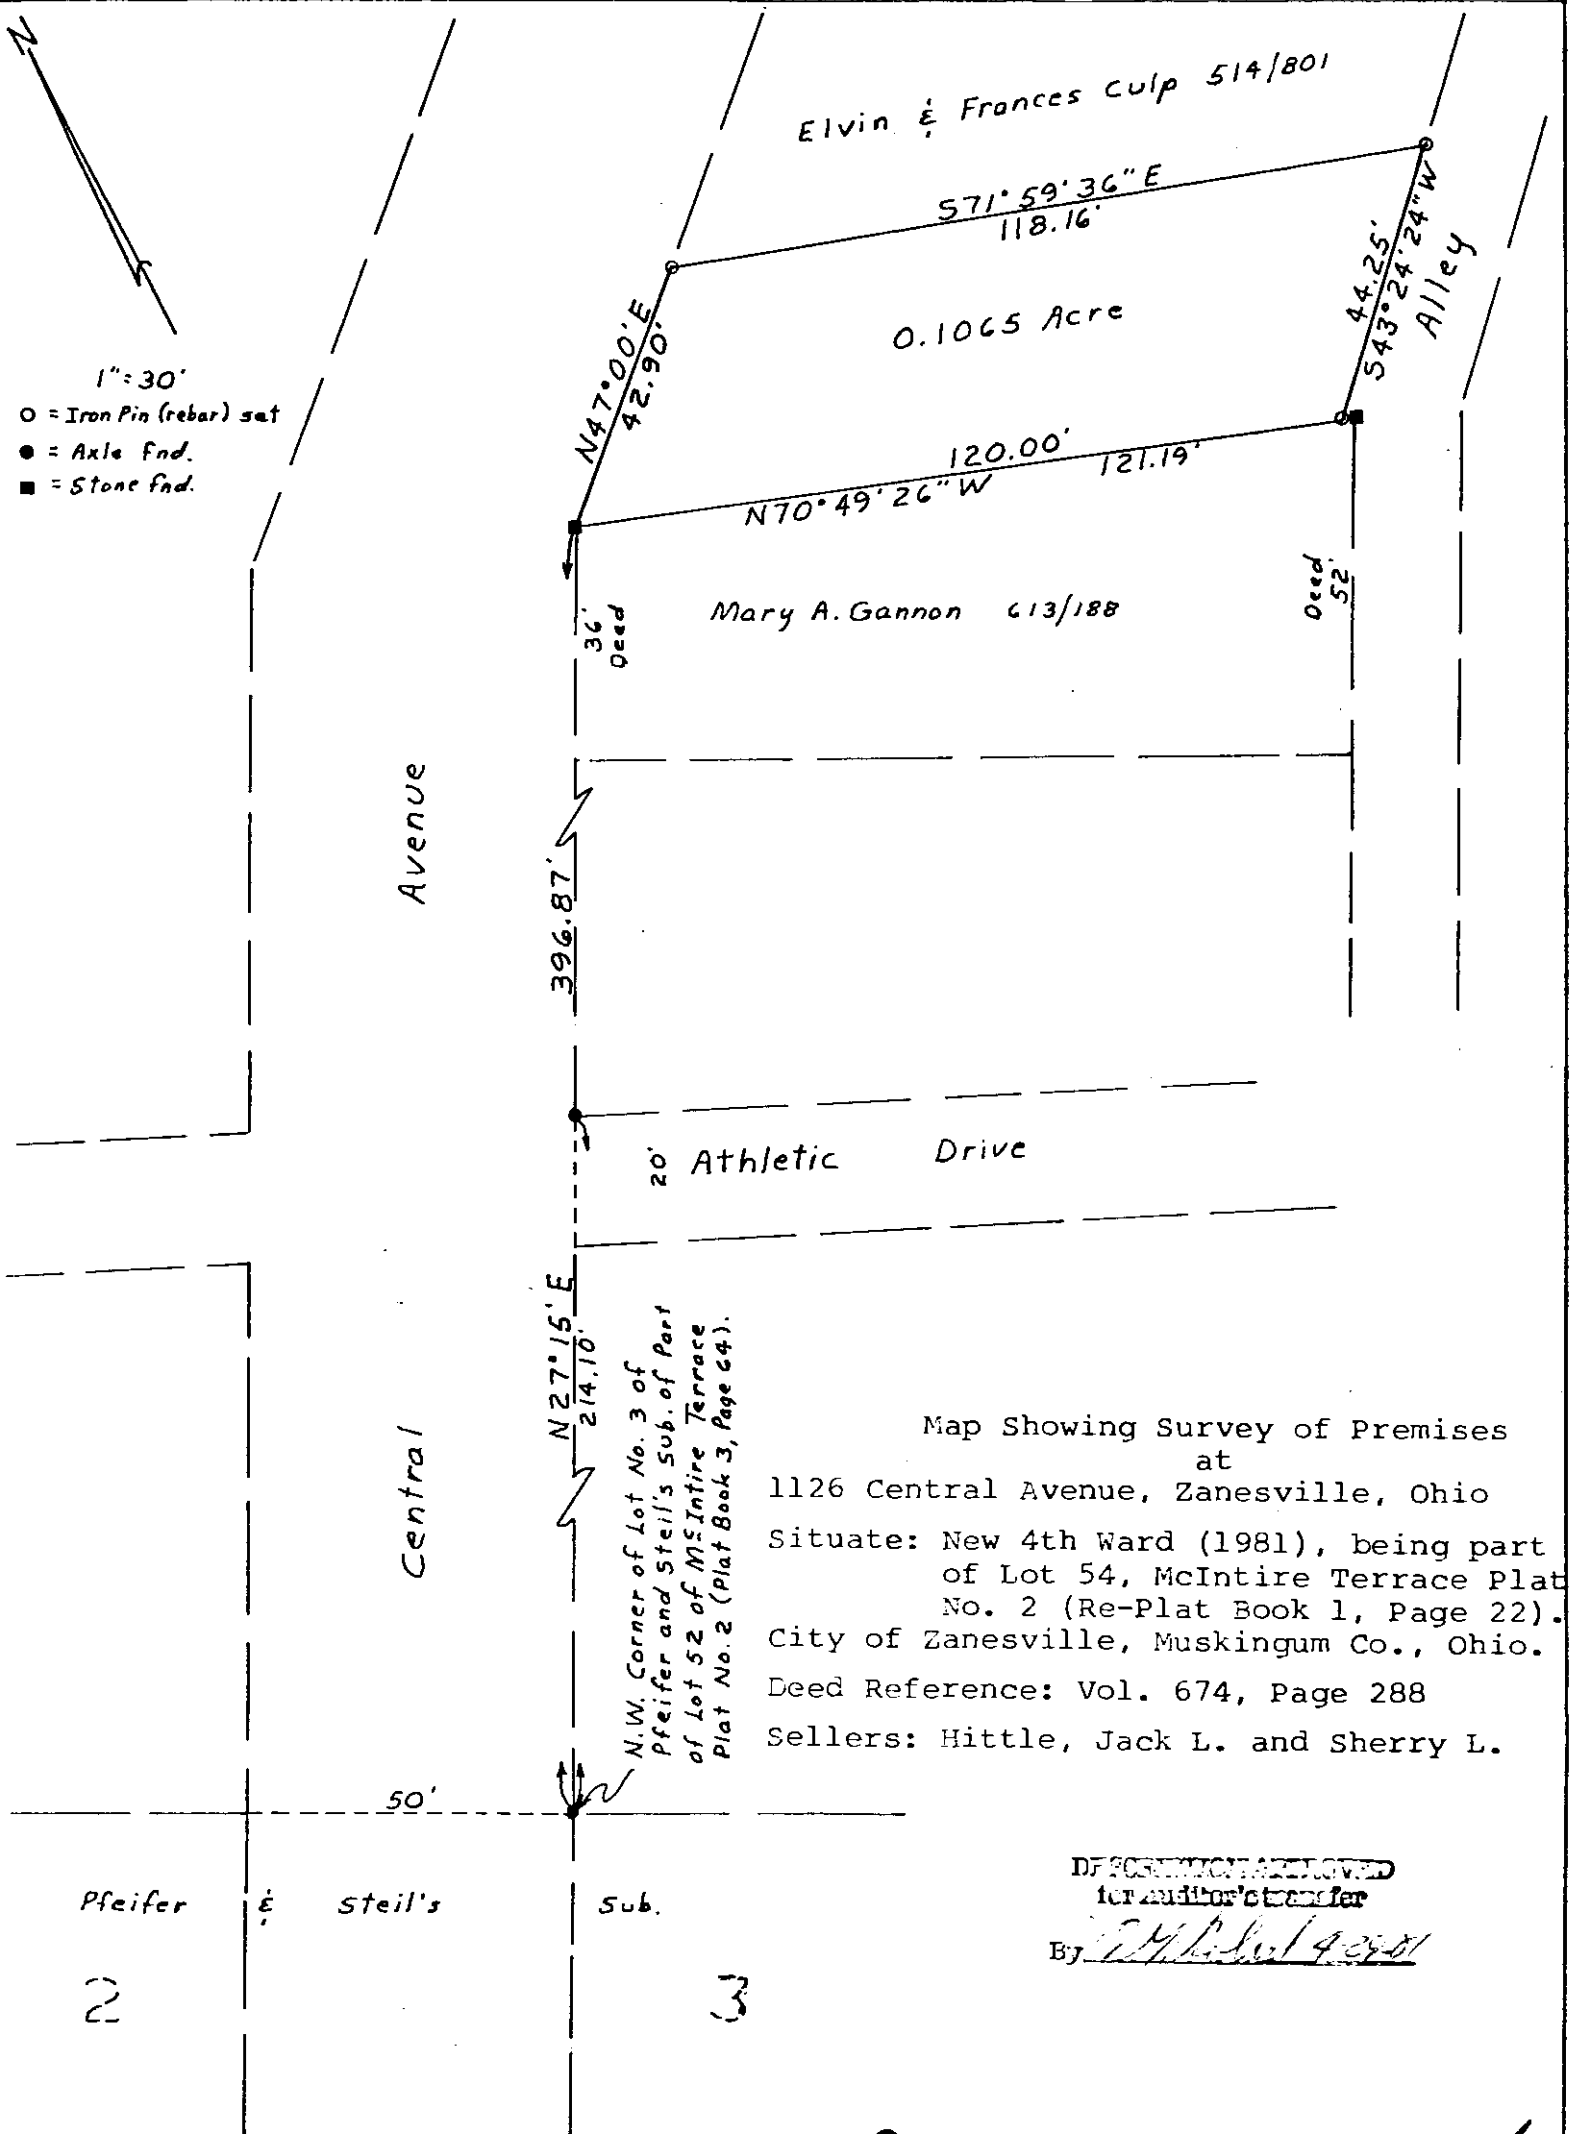 N
Elvin & Frances Culp 514/801
S71°59'36"E
118.16'
44.25'
S43°24'24"W
Alley
N47°00'E
42.90'
0.1065 Acre
1"=30'
O = Iron Pin (rebar) set
● = Axle Fnd.
■ = Stone fnd.
120.00'
121.19'
N70°49'26"W
36'
Deed
Mary A. Gannon 613/188
Deed
52'
Avenue
396.87'
20'
Athletic Drive
N27°15'E
214.10'
N.W. Corner of Lot No. 3 of
Pfeifer and Steil's Sub. of Part
of Lot 52 of McIntire Terrace
Plat No. 2 (Plat Book 3, Page 64).
Central
Map Showing Survey of Premises
at
1126 Central Avenue, Zanesville, Ohio
Situate: New 4th Ward (1981), being part
of Lot 54, McIntire Terrace Plat
No. 2 (Re-Plat Book 1, Page 22).
City of Zanesville, Muskingum Co., Ohio.
Deed Reference: Vol. 674, Page 288
Sellers: Hittle, Jack L. and Sherry L.
50'
Pfeifer & Steil's Sub.
2
3
for auditor's transfer
By